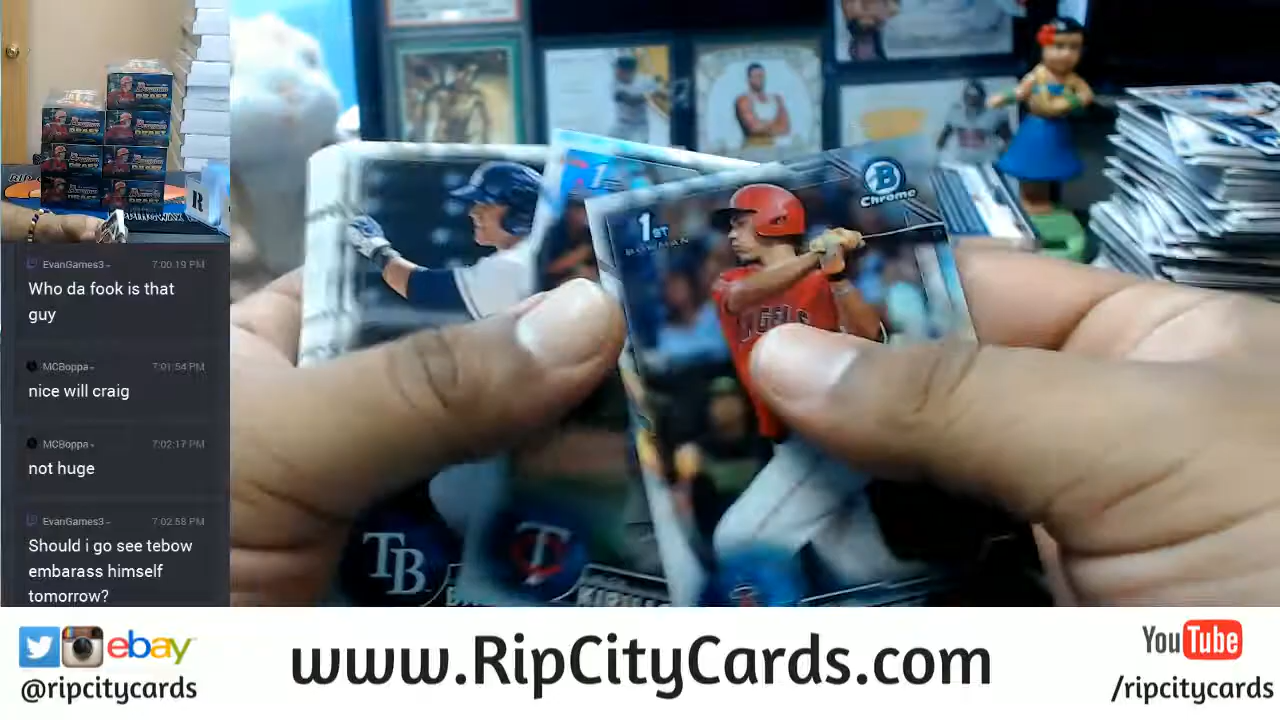 EvanGames3-
7:00:19 PM
Who da fook is that
guy
MCBoppa-
7:01:54 PM
nice will craig
MCBoppa-
7:02:17 PM
not huge
EvanGames3-
7:02:58 PM
Should i go see tebow
embarass himself
tomorrow?
1ST
BOWMAN
Chrome
ANGELS
TB
DRAFT
ebay
@ripcitycards
www.RipCityCards.com
YouTube
/ripcitycards